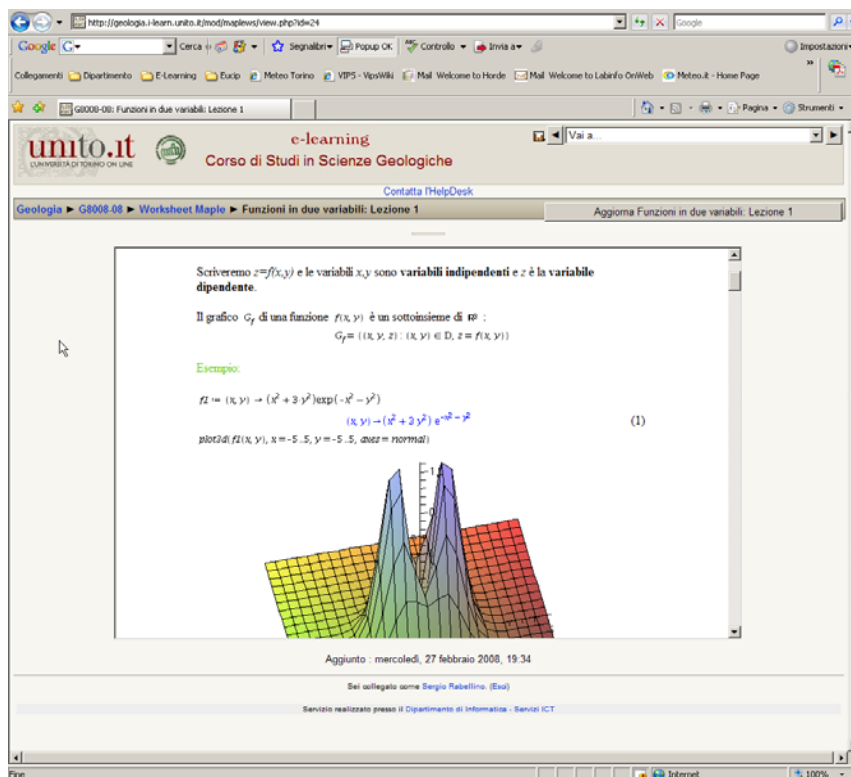 http://geologia.i-learn.unito.it/mod/maplews/view.php?id=24
Google
Google G Cerca Segnalibri Popup OK ABC Controllo Invia a Impostazioni
Collegamenti Dipartimento E-Learning Eucip Meteo Torino VIPS - VipsWiki Mail Welcome to Horde Mail Welcome to Labinfo OnWeb Meteo.it - Home Page »
G8008-08: Funzioni in due variabili: Lezione 1 Pagina Strumenti
unito.it
L'UNIVERSITÀ DI TORINO ON LINE
e-learning
Corso di Studi in Scienze Geologiche
Vai a...
Contatta l'HelpDesk
Geologia ► G8008-08 ► Worksheet Maple ► Funzioni in due variabili: Lezione 1
Aggiorna Funzioni in due variabili: Lezione 1
Scriveremo z=f(x,y) e le variabili x,y sono variabili indipendenti e z è la variabile
dipendente.
Il grafico G_f di una funzione f(x, y) è un sottoinsieme di ℝ³ :
G_f = {(x, y, z) : (x, y) ∈ D, z = f(x, y)}
Esempio:
f1 := (x, y) → (x² + 3 y²)exp(-x² − y²)
(x, y) → (x² + 3 y²) e^(-x² − y²) (1)
plot3d(f1(x, y), x = -5 ..5, y = -5 ..5, axes = normal)
Aggiunto : mercoledì, 27 febbraio 2008, 19:34
Sei collegato come Sergio Rabellino. (Esci)
Servizio realizzato presso il Dipartimento di Informatica - Servizi ICT
Fine Internet 100%